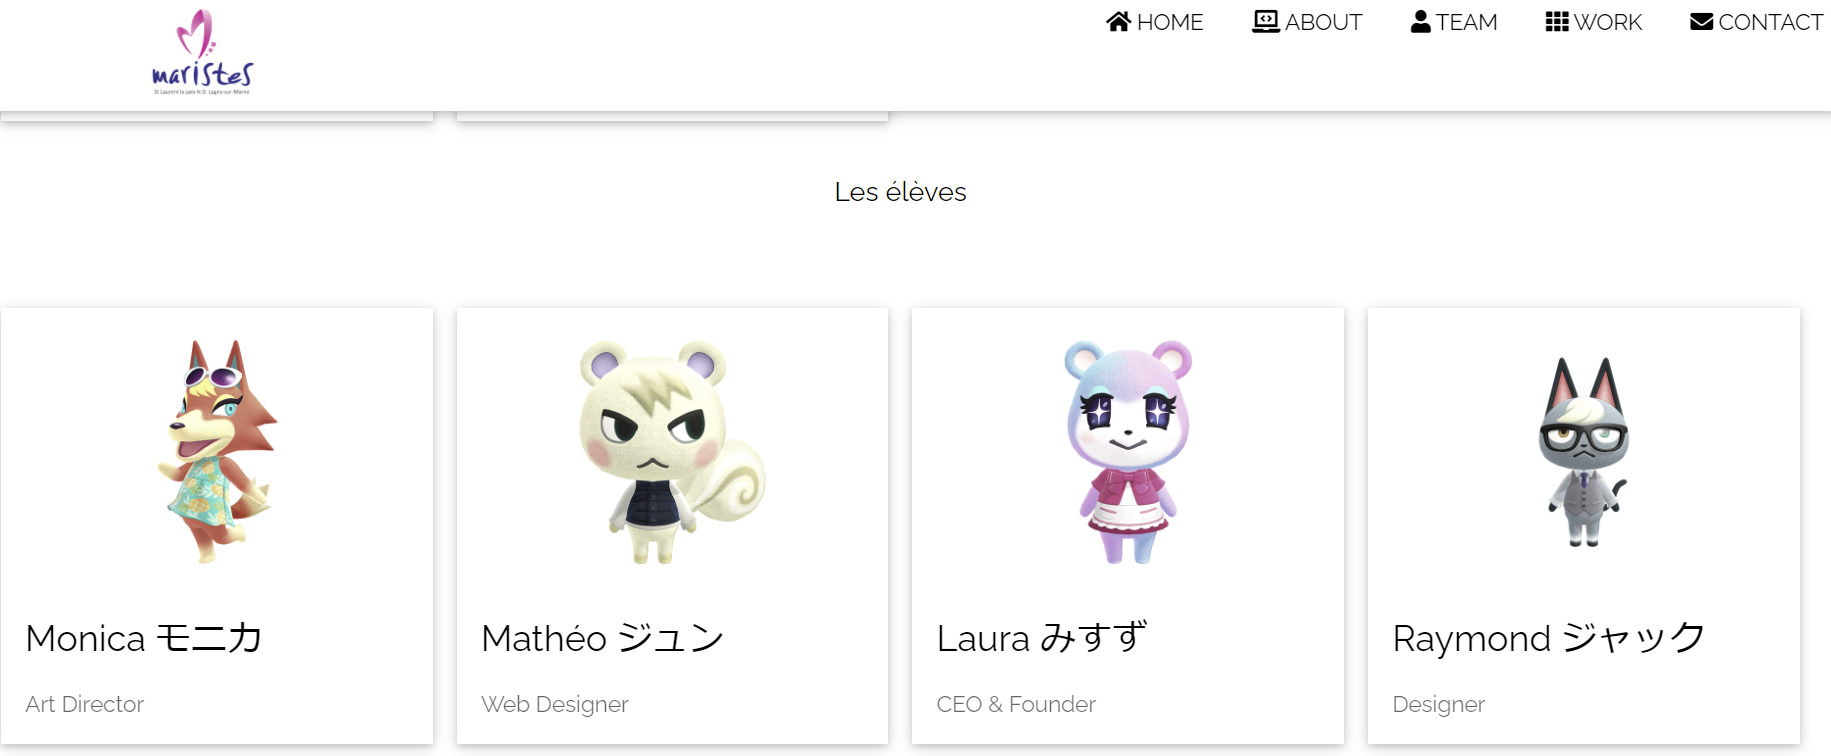 HOME ABOUT TEAM WORK CONTACT
maristes
St Laurent la paix N.D. Lagny-sur-Marne
Les élèves
Monica モニカ
Art Director
Mathéo ジュン
Web Designer
Laura みすず
CEO & Founder
Raymond ジャック
Designer